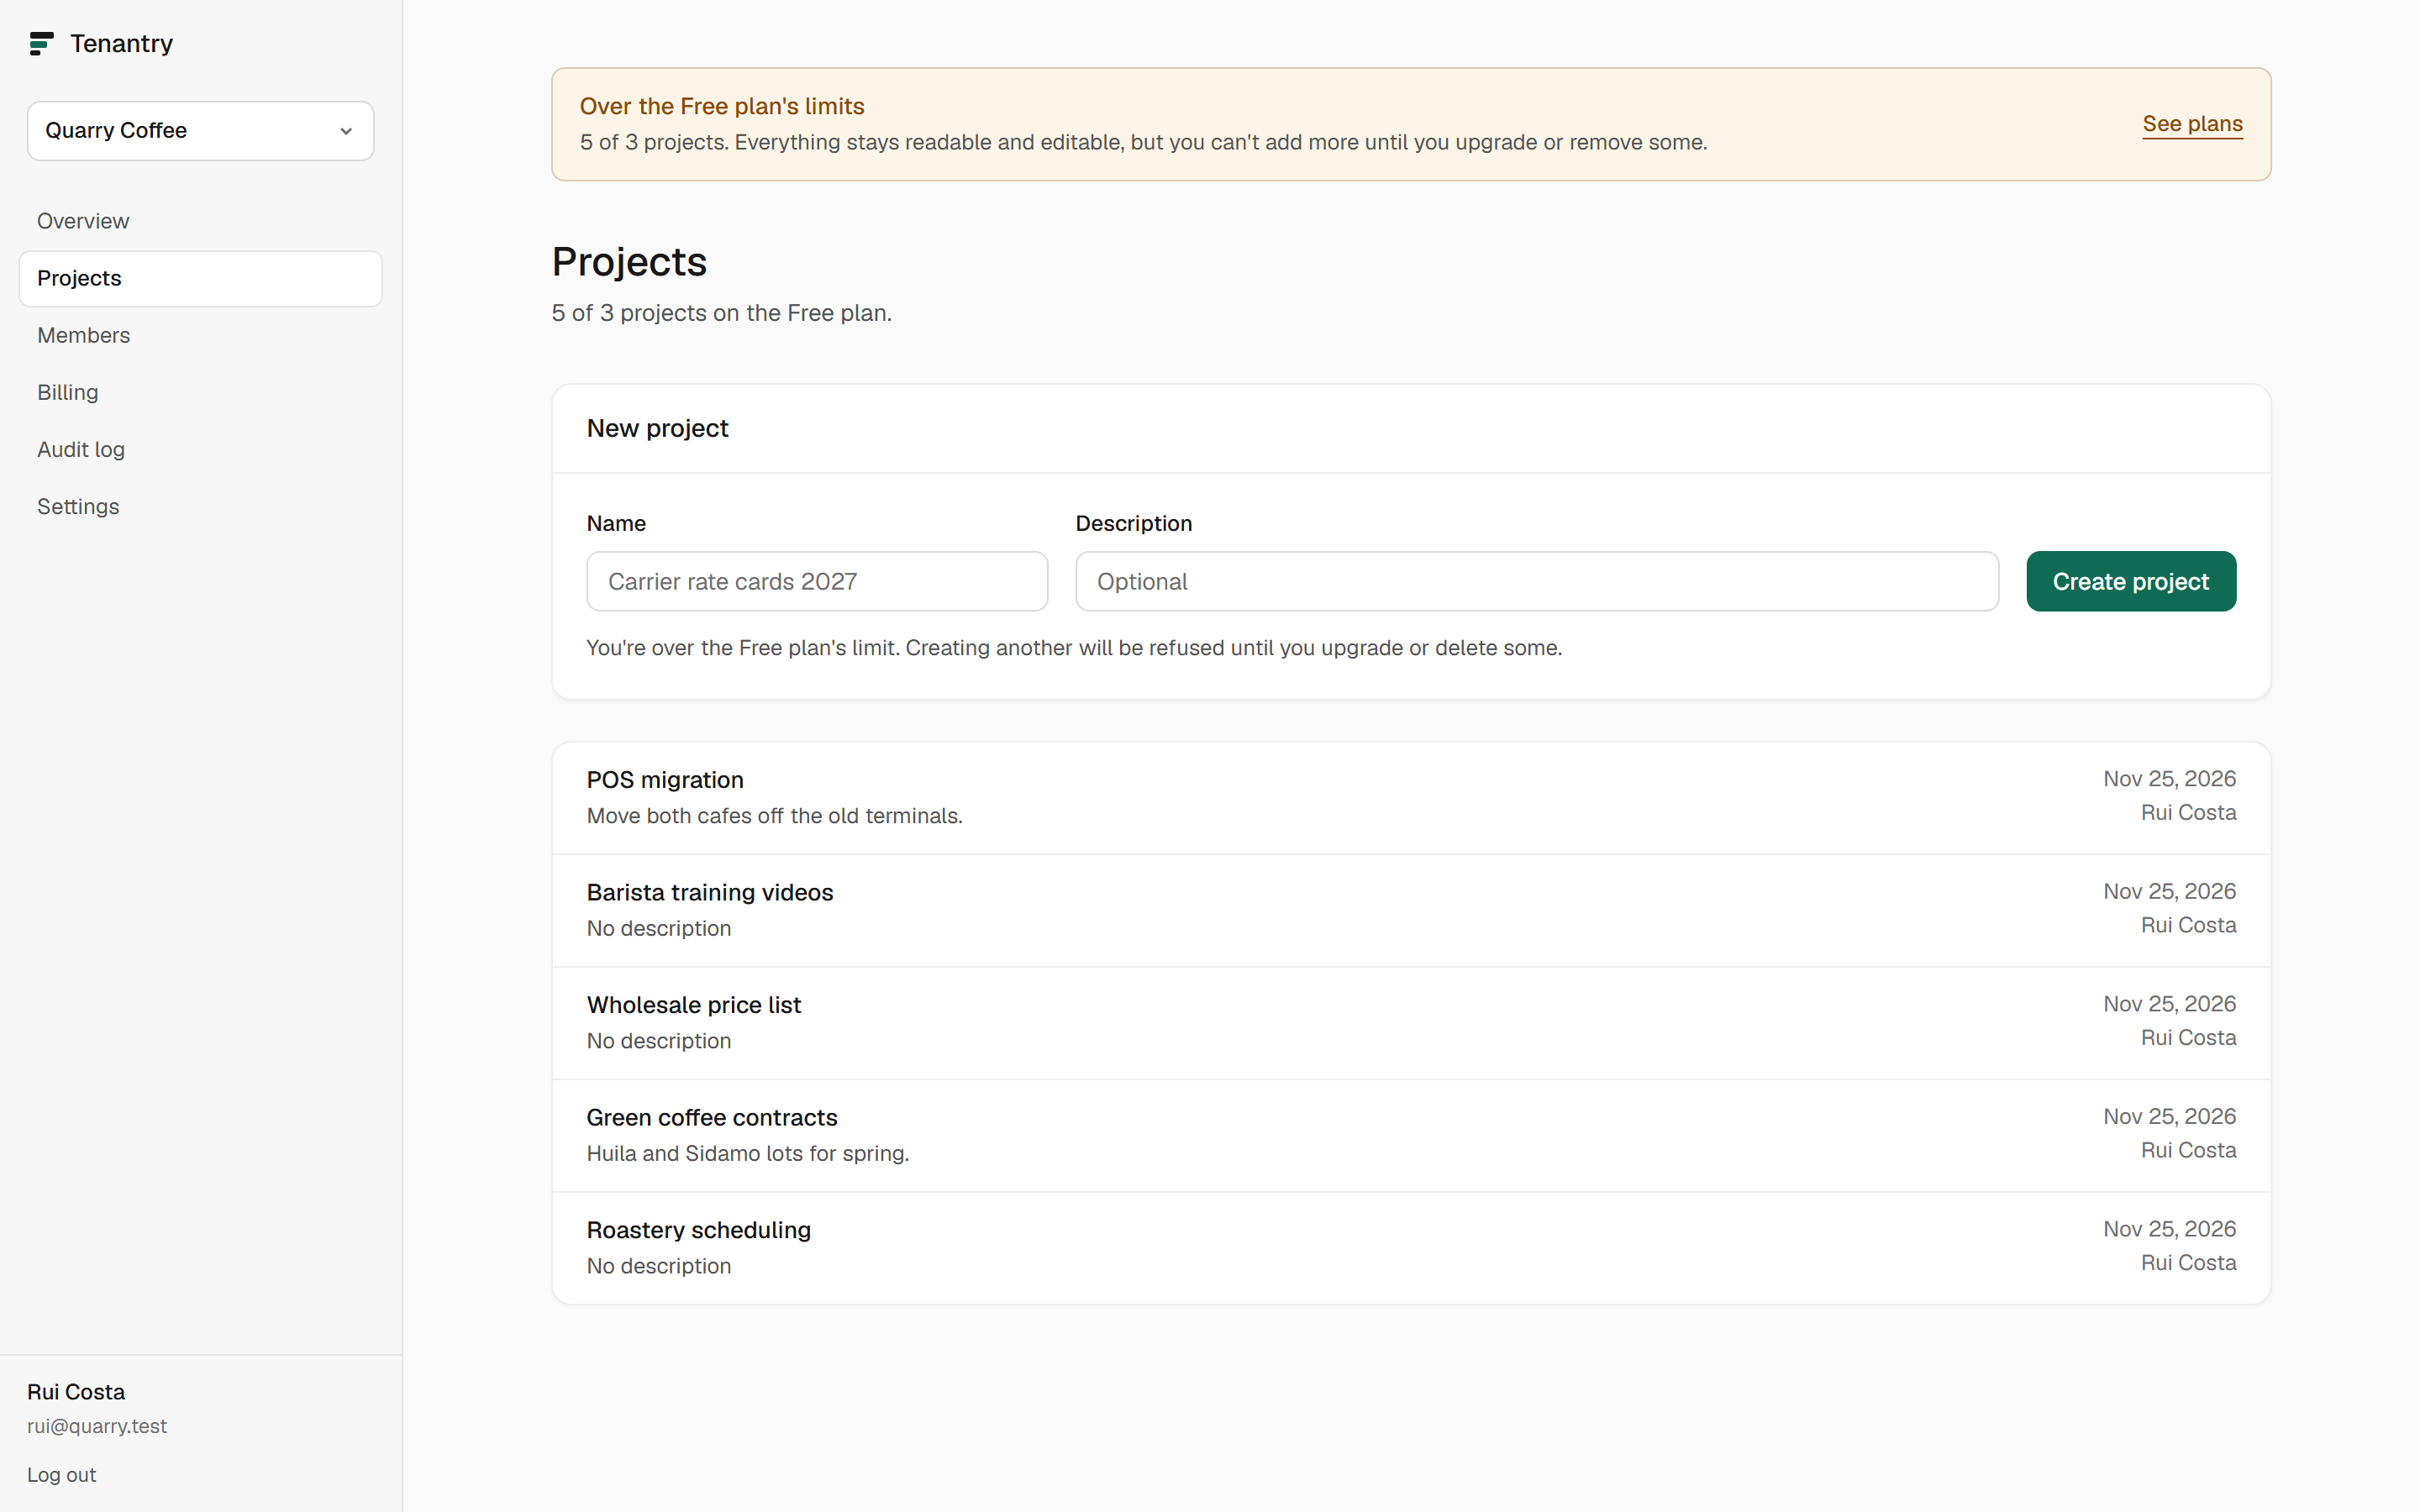 Tenantry
Quarry Coffee
Overview
Projects
Members
Billing
Audit log
Settings
Rui Costa
rui@quarry.test
Log out
Over the Free plan's limits
5 of 3 projects. Everything stays readable and editable, but you can't add more until you upgrade or remove some.
See plans
Projects
5 of 3 projects on the Free plan.
New project
Name
Description
Carrier rate cards 2027
Optional
Create project
You're over the Free plan's limit. Creating another will be refused until you upgrade or delete some.
POS migration
Move both cafes off the old terminals.
Nov 25, 2026
Rui Costa
Barista training videos
No description
Nov 25, 2026
Rui Costa
Wholesale price list
No description
Nov 25, 2026
Rui Costa
Green coffee contracts
Huila and Sidamo lots for spring.
Nov 25, 2026
Rui Costa
Roastery scheduling
No description
Nov 25, 2026
Rui Costa